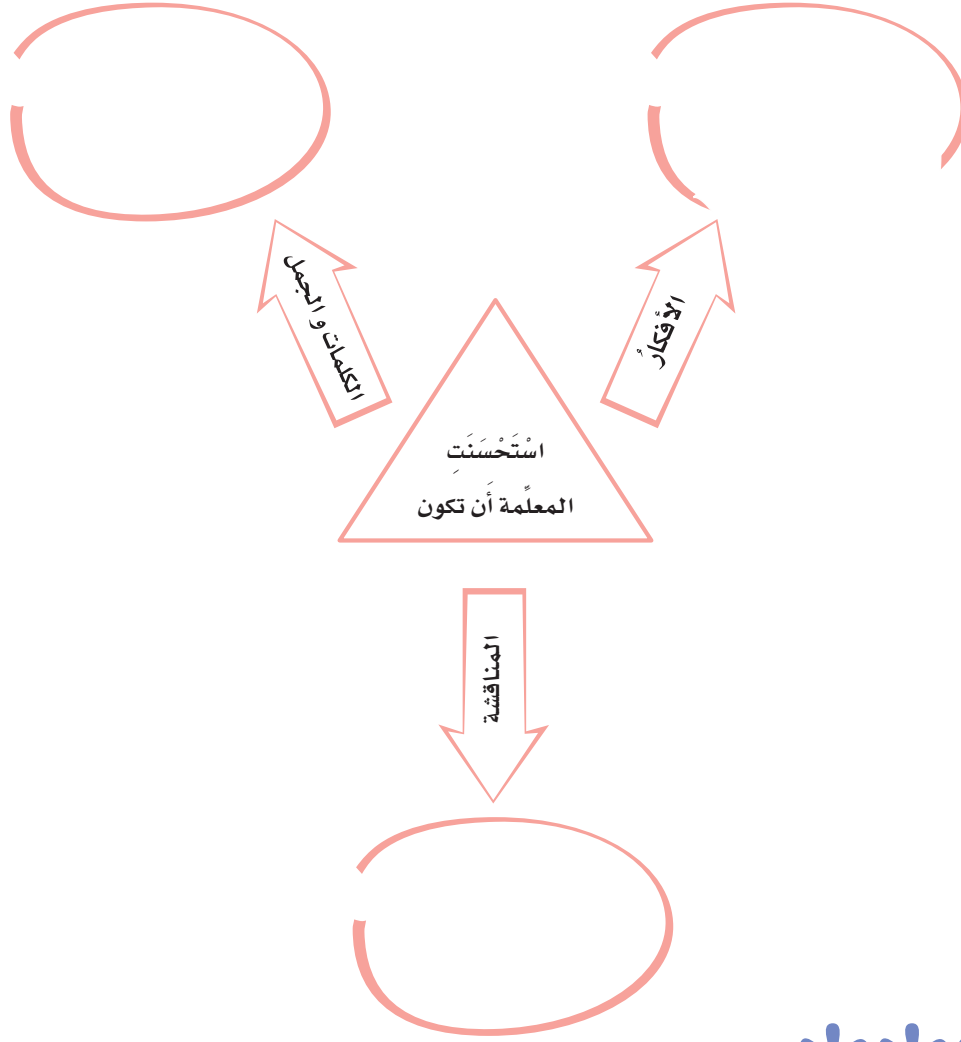 الأفكارُ
الكلمات و الجمل
اسْتَحْسَنَتِ
المعلِّمة أَن تكون
المناقشة